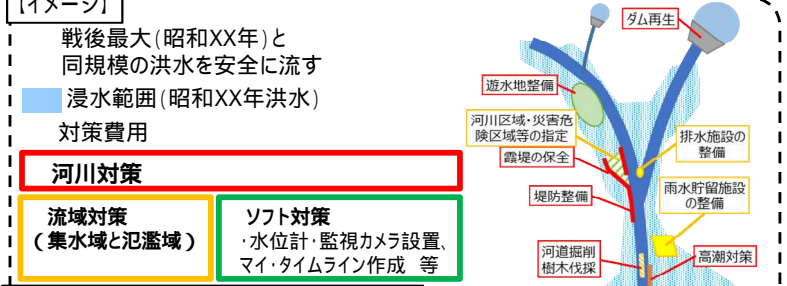 【イメージ】
戦後最大(昭和XX年)と
同規模の洪水を安全に流す
浸水範囲(昭和XX年洪水)
対策費用
河川対策
流域対策
(集水域と氾濫域)
ソフト対策
・水位計・監視カメラ設置、
マイ・タイムライン作成 等
ダム再生
遊水地整備
河川区域・災害危
険区域等の指定
霞堤の保全
排水施設の
整備
堤防整備
雨水貯留施設
の整備
河道掘削
樹木伐採
高潮対策